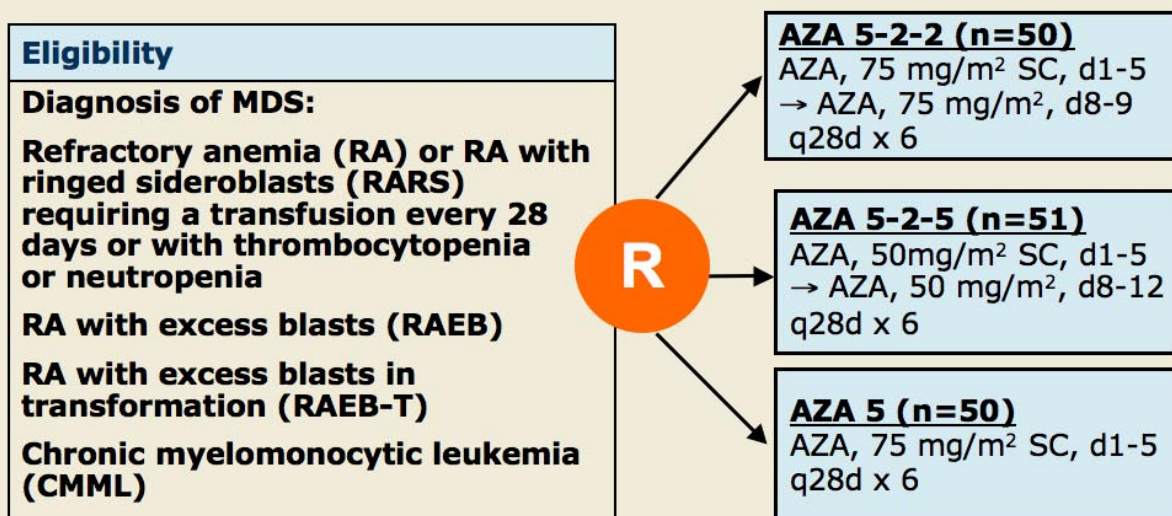 Eligibility
Diagnosis of MDS:
Refractory anemia (RA) or RA with
ringed sideroblasts (RARS)
requiring a transfusion every 28
days or with thrombocytopenia
or neutropenia
RA with excess blasts (RAEB)
RA with excess blasts in
transformation (RAEB-T)
Chronic myelomonocytic leukemia
(CMML)
R
AZA 5-2-2 (n=50)
AZA, 75 mg/m² SC, d1-5
→ AZA, 75 mg/m², d8-9
q28d x 6
AZA 5-2-5 (n=51)
AZA, 50mg/m² SC, d1-5
→ AZA, 50 mg/m², d8-12
q28d x 6
AZA 5 (n=50)
AZA, 75 mg/m² SC, d1-5
q28d x 6